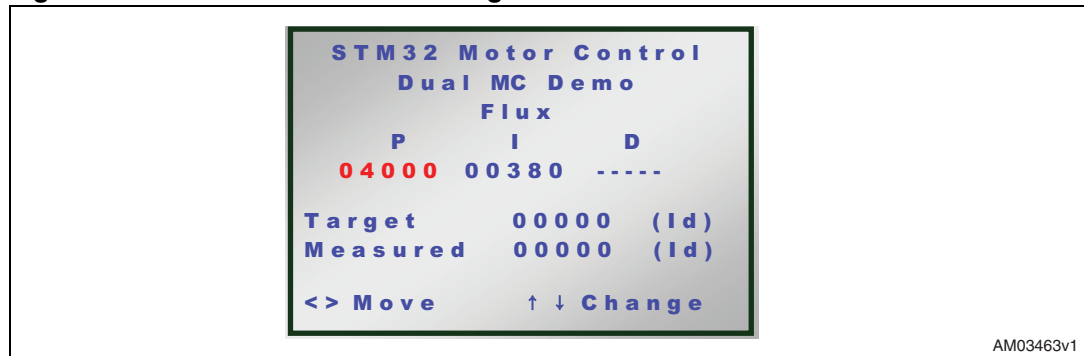 STM32 Motor Control
Dual MC Demo
Flux
P I D
04000 00380 -----
Target 00000 (Id)
Measured 00000 (Id)
<> Move ↑↓Change
AM03463v1